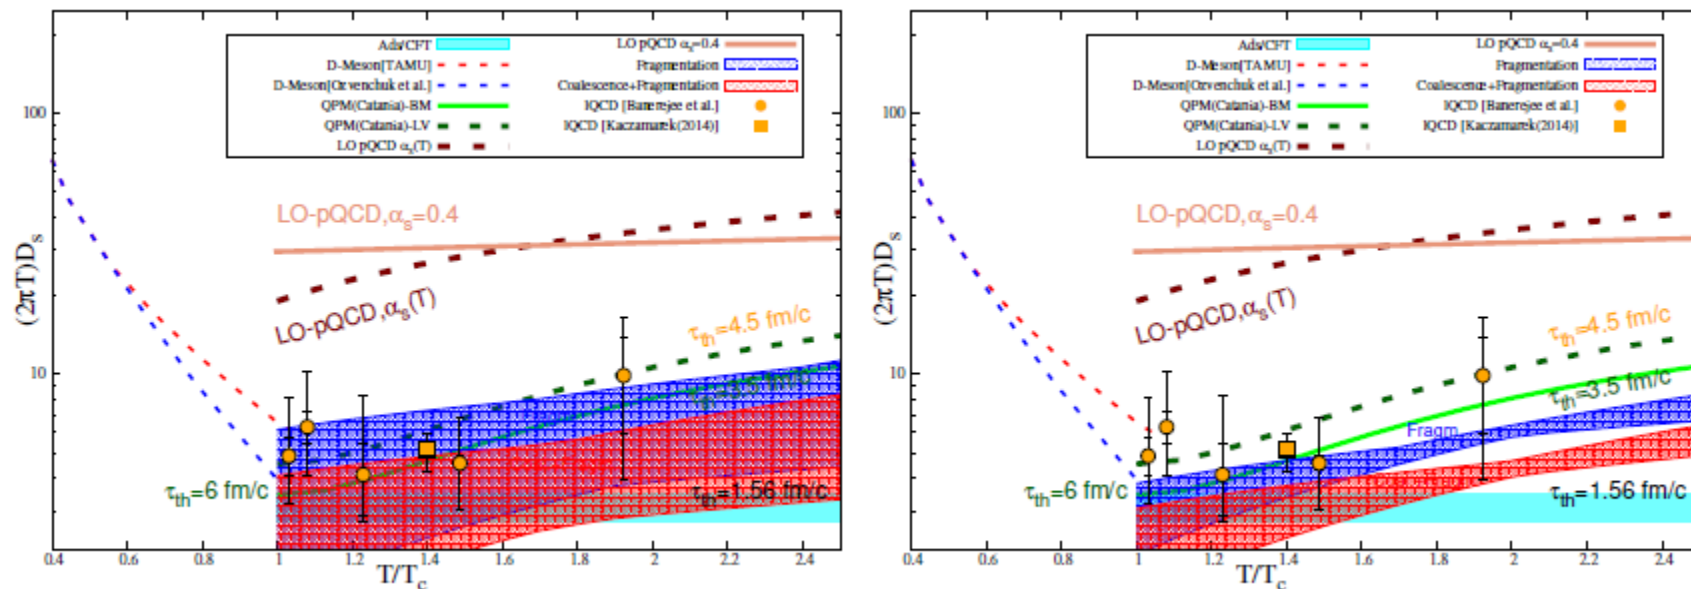 Ads/CFT
D-Meson[TAMU]
D-Meson[Ozvenchuk et al.]
QPM(Catania)-BM
QPM(Catania)-LV
LO pQCD αs(T)
LO pQCD αs=0.4
Fragmentation
Coalescence+Fragmentation
lQCD [Banerejee et al.]
lQCD [Kaczamarek(2014)]
100
10
(2πT)Ds
LO-pQCD,αs=0.4
LO-pQCD,αs(T)
τth=4.5 fm/c
τth=3.5 fm/c
τth=6 fm/c
τth=1.56 fm/c
0.4 0.6 0.8 1 1.2 1.4 1.6 1.8 2 2.2 2.4
T/Tc
Ads/CFT
D-Meson[TAMU]
D-Meson[Ozvenchuk et al.]
QPM(Catania)-BM
QPM(Catania)-LV
LO pQCD αs(T)
LO pQCD αs=0.4
Fragmentation
Coalescence+Fragmentation
lQCD [Banerejee et al.]
lQCD [Kaczamarek(2014)]
100
10
(2πT)Ds
LO-pQCD,αs=0.4
LO-pQCD,αs(T)
τth=4.5 fm/c
τth=3.5 fm/c
Fragm.
τth=6 fm/c
τth=1.56 fm/c
0.4 0.6 0.8 1 1.2 1.4 1.6 1.8 2 2.2 2.4
T/Tc